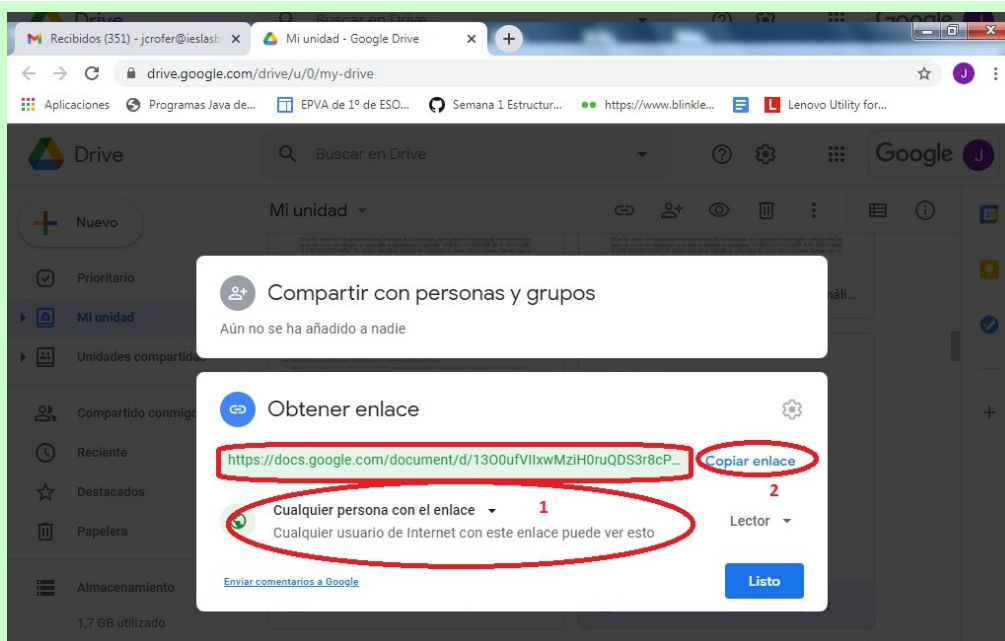 Recibidos (351) - jcrofer@ieslasb
Mi unidad - Google Drive
drive.google.com/drive/u/0/my-drive
J
Aplicaciones
Programas Java de...
EPVA de 1º de ESO...
Semana 1 Estructur...
https://www.blinkle...
L
Lenovo Utility for...
Drive
Buscar en Drive
Google
J
Nuevo
Mi unidad
Prioritario
Mi unidad
Unidades compartidas
Compartido conmigo
Reciente
Destacados
Papelera
Almacenamiento
1,7 GB utilizado
Compartir con personas y grupos
Aún no se ha añadido a nadie
Obtener enlace
https://docs.google.com/document/d/13O0ufVIIxwMziH0ruQDS3r8cP...
Copiar enlace
2
Cualquier persona con el enlace
1
Cualquier usuario de Internet con este enlace puede ver esto
Lector
Enviar comentarios a Google
Listo